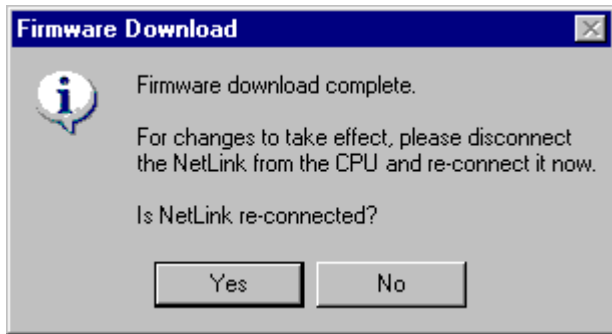 Firmware Download
Firmware download complete.
For changes to take effect, please disconnect
the NetLink from the CPU and re-connect it now.
Is NetLink re-connected?
Yes No